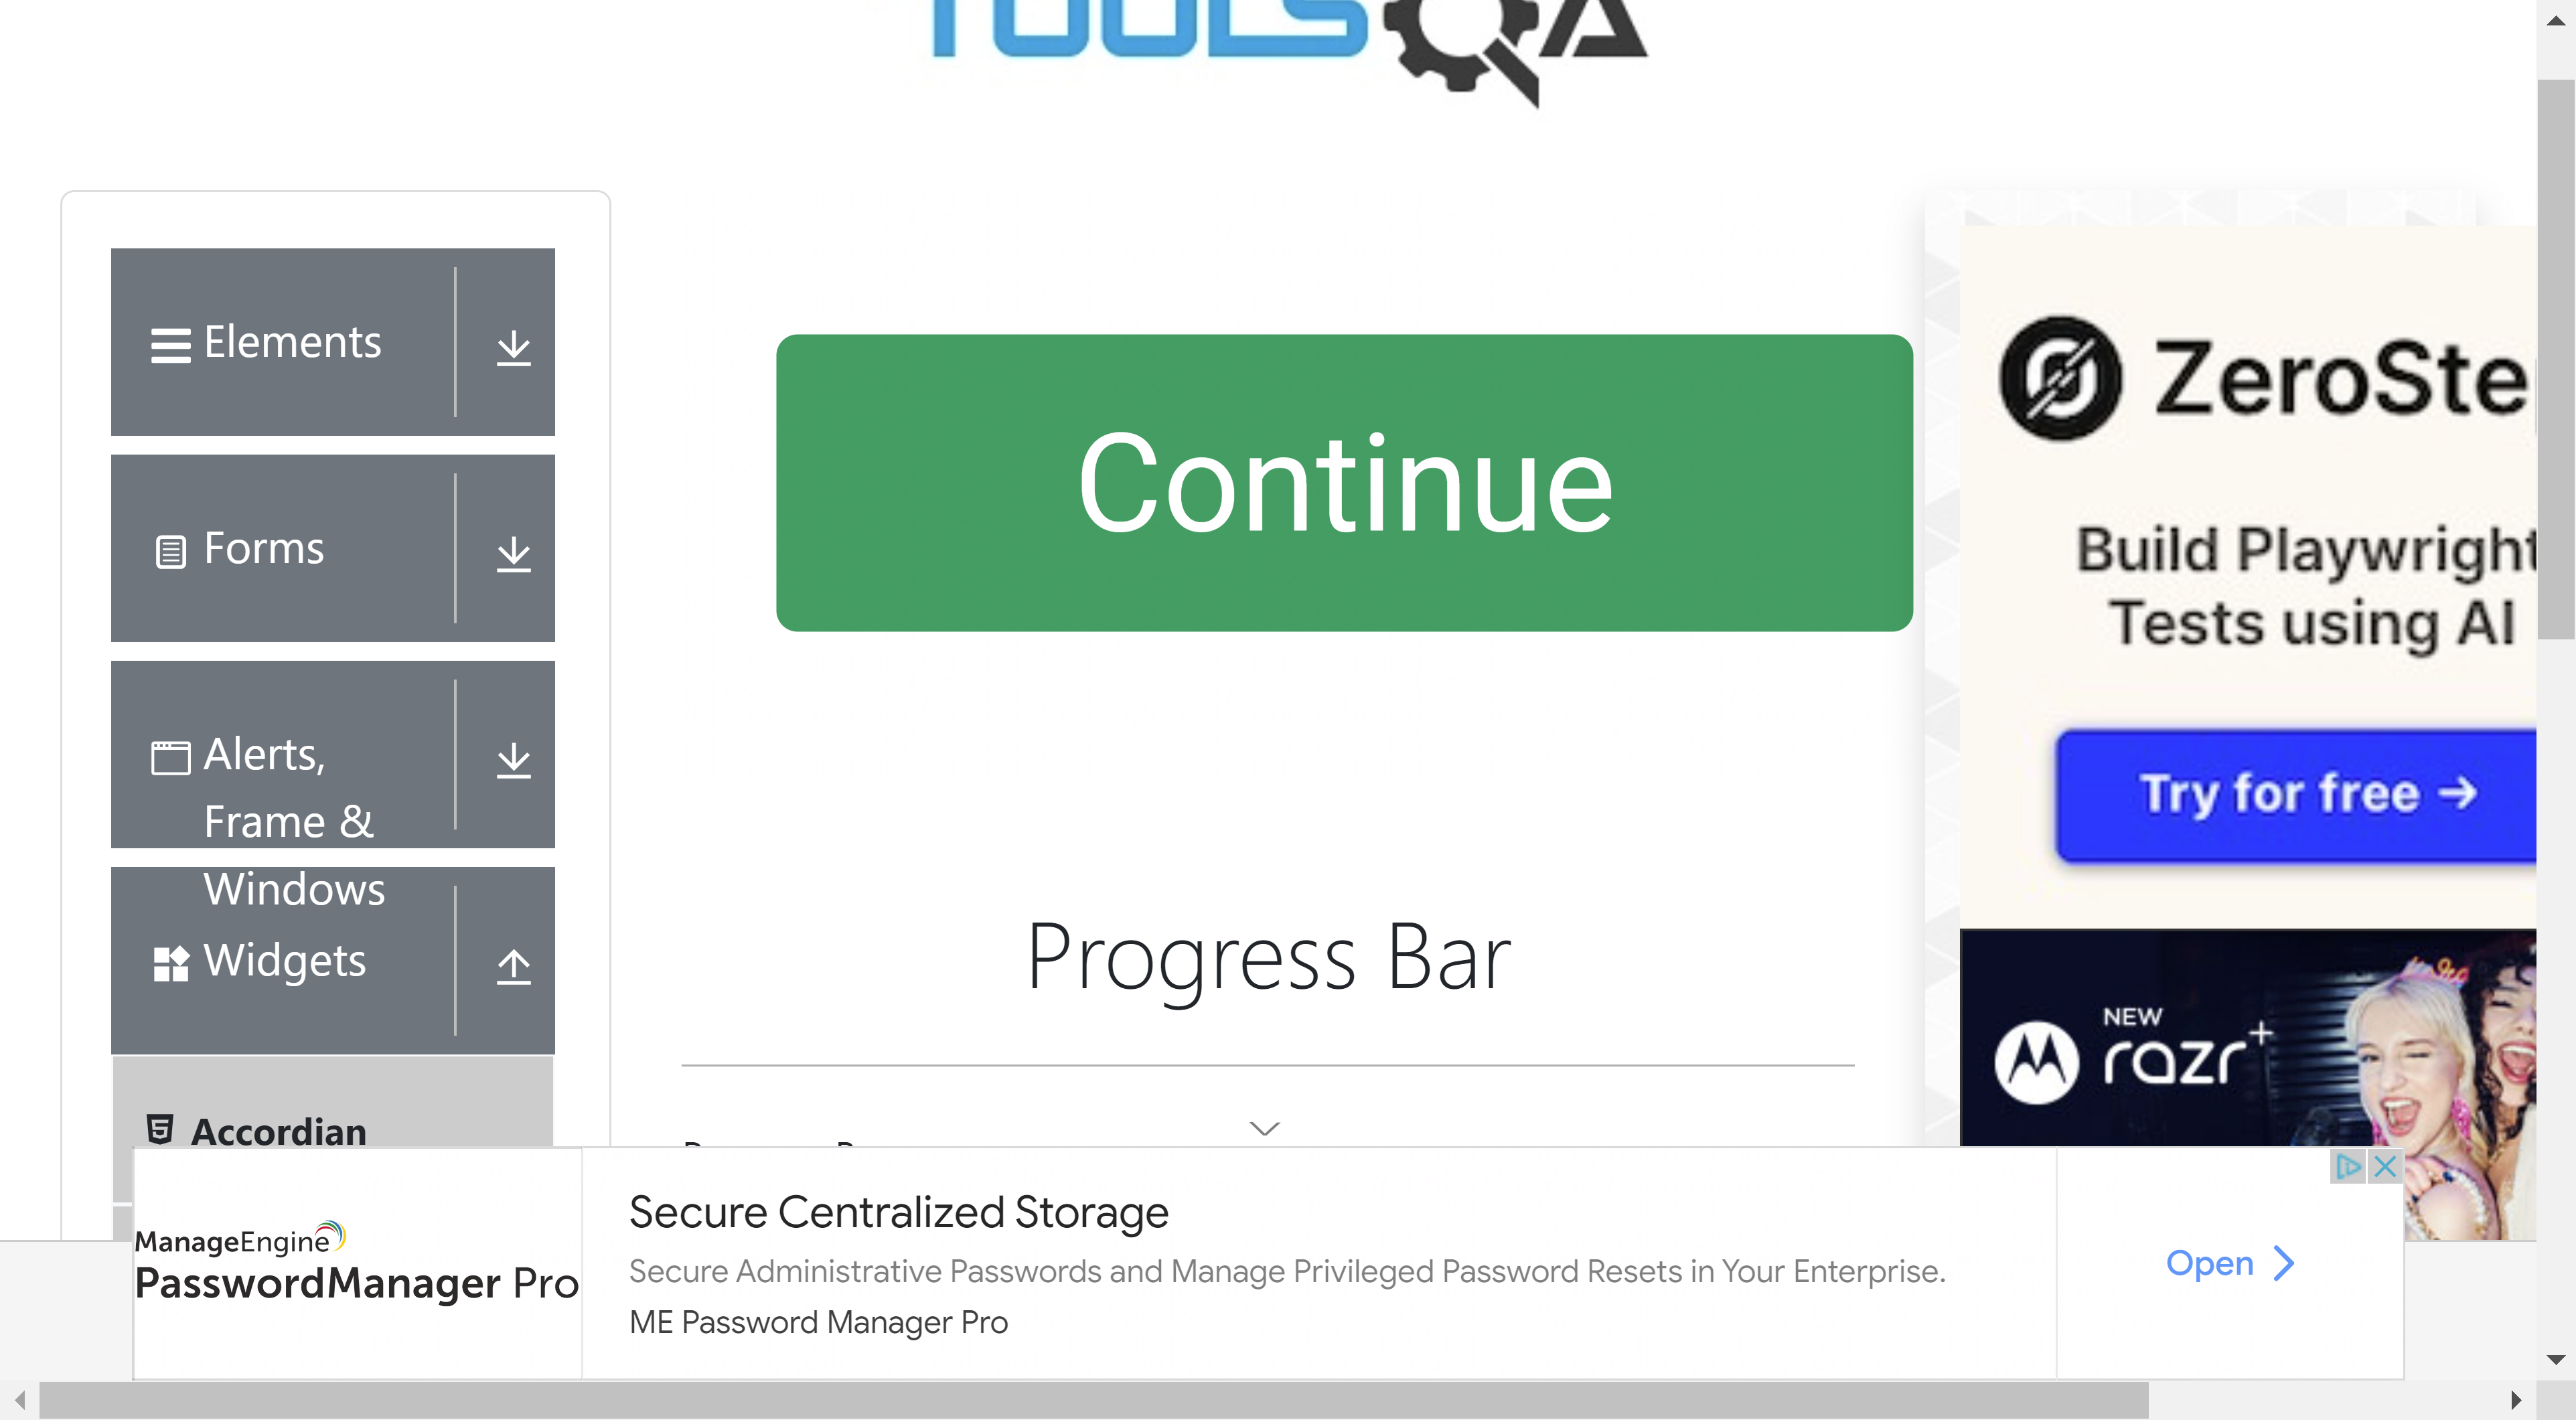 TOOLSQA
Elements
Forms
Alerts,
Frame &
Windows
Widgets
Accordian
Continue
Progress Bar
ZeroSte
Build Playwright
Tests using AI
Try for free →
NEW
razr+
ManageEngine
PasswordManager Pro
Secure Centralized Storage
Secure Administrative Passwords and Manage Privileged Password Resets in Your Enterprise.
ME Password Manager Pro
Open